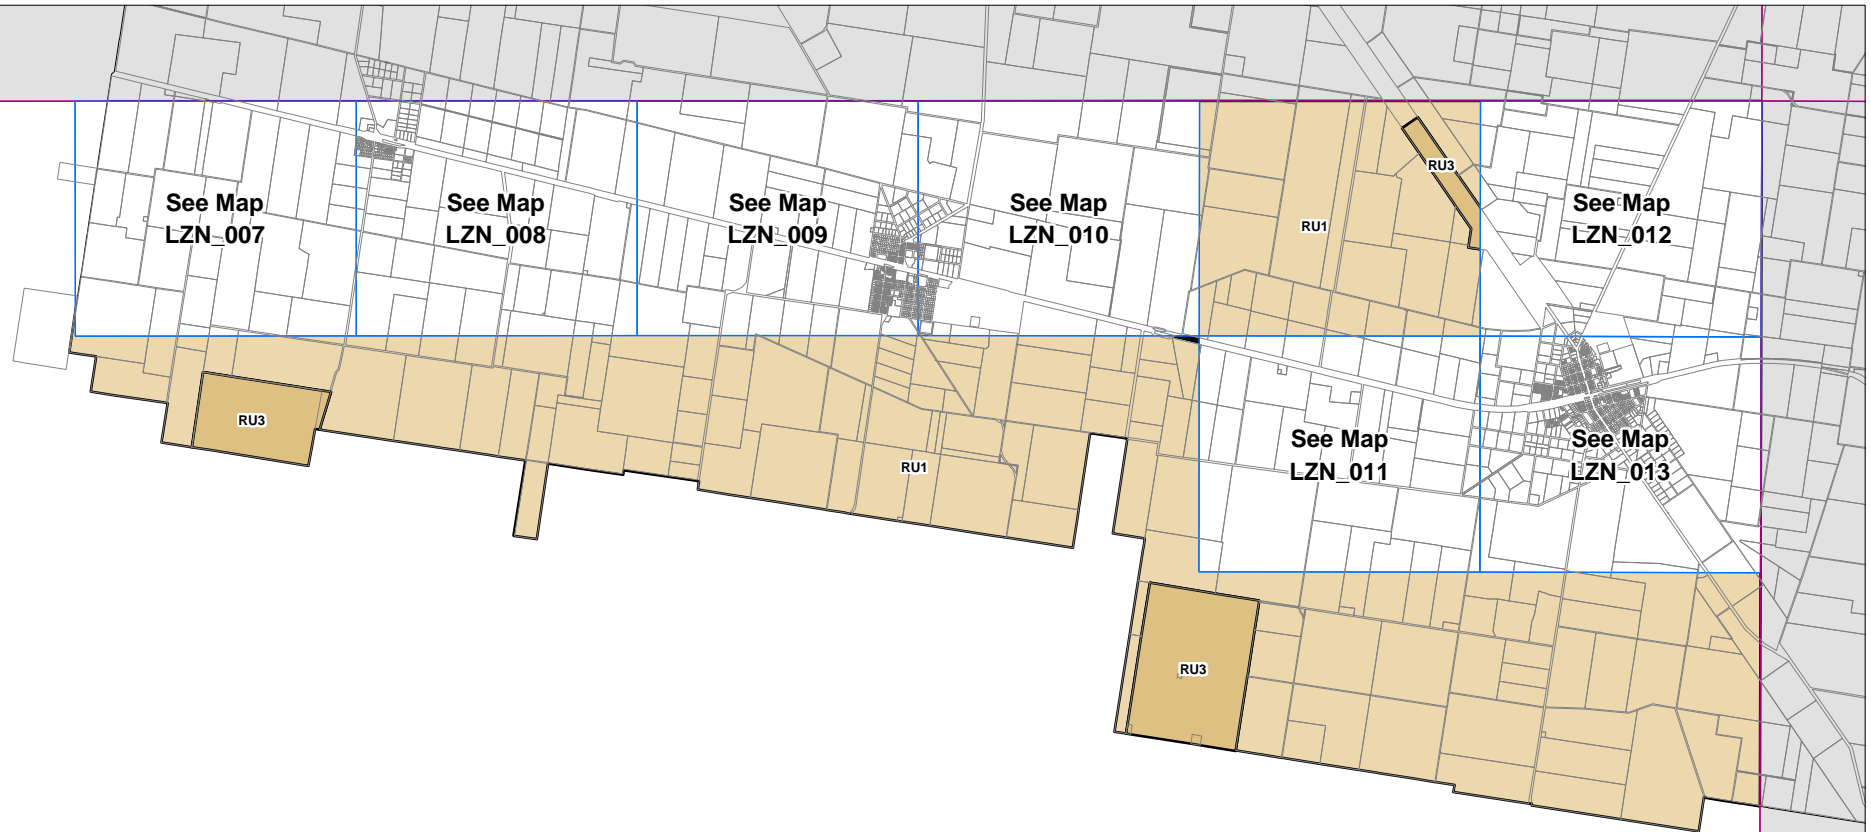 See Map
LZN_007
See Map
LZN_008
See Map
LZN_009
See Map
LZN_010
RU1
RU3
See Map
LZN_012
RU3
RU1
See Map
LZN_011
See Map
LZN_013
RU3